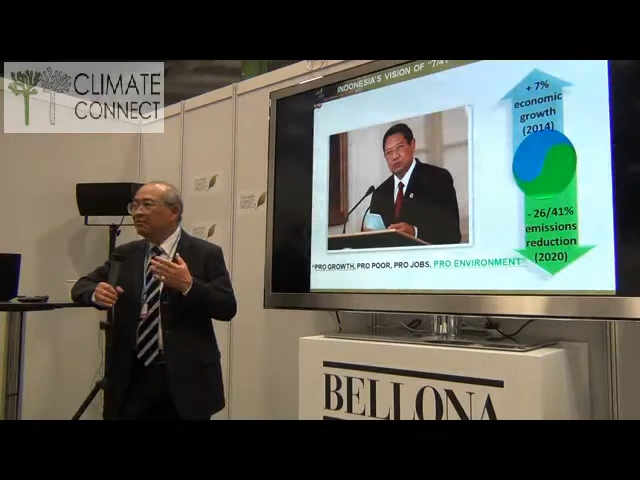 CLIMATE
CONNECT
INDONESIA'S VISION OF "7/
+ 7%
economic
growth
(2014)
- 26/41%
emissions
reduction
(2020)
"PRO GROWTH, PRO POOR, PRO JOBS, PRO ENVIRONMENT"
BELLONA